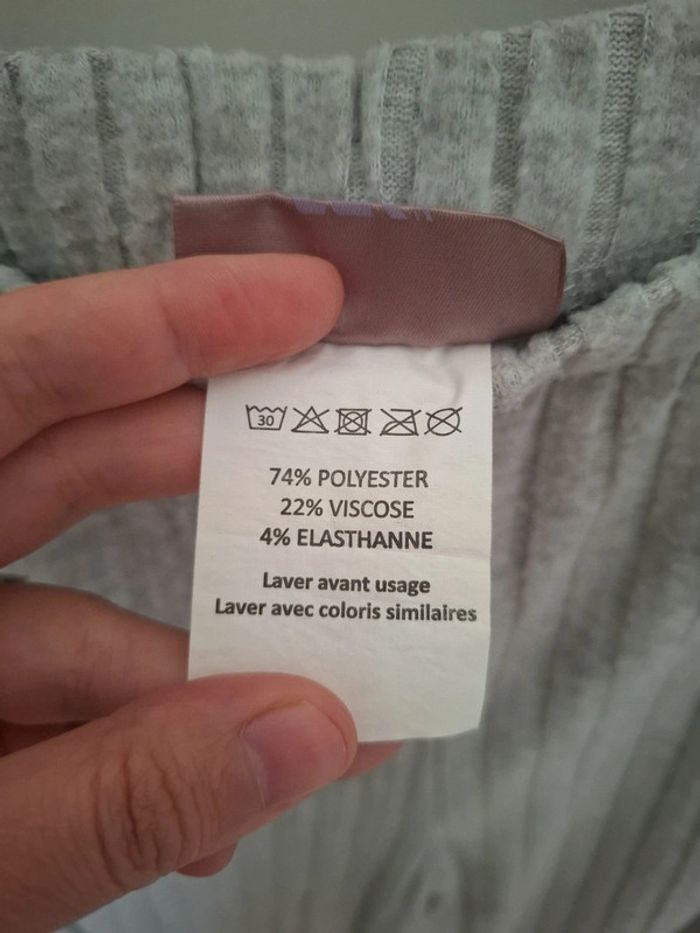 30
74% POLYESTER
22% VISCOSE
4% ELASTHANNE
Laver avant usage
Laver avec coloris similaires